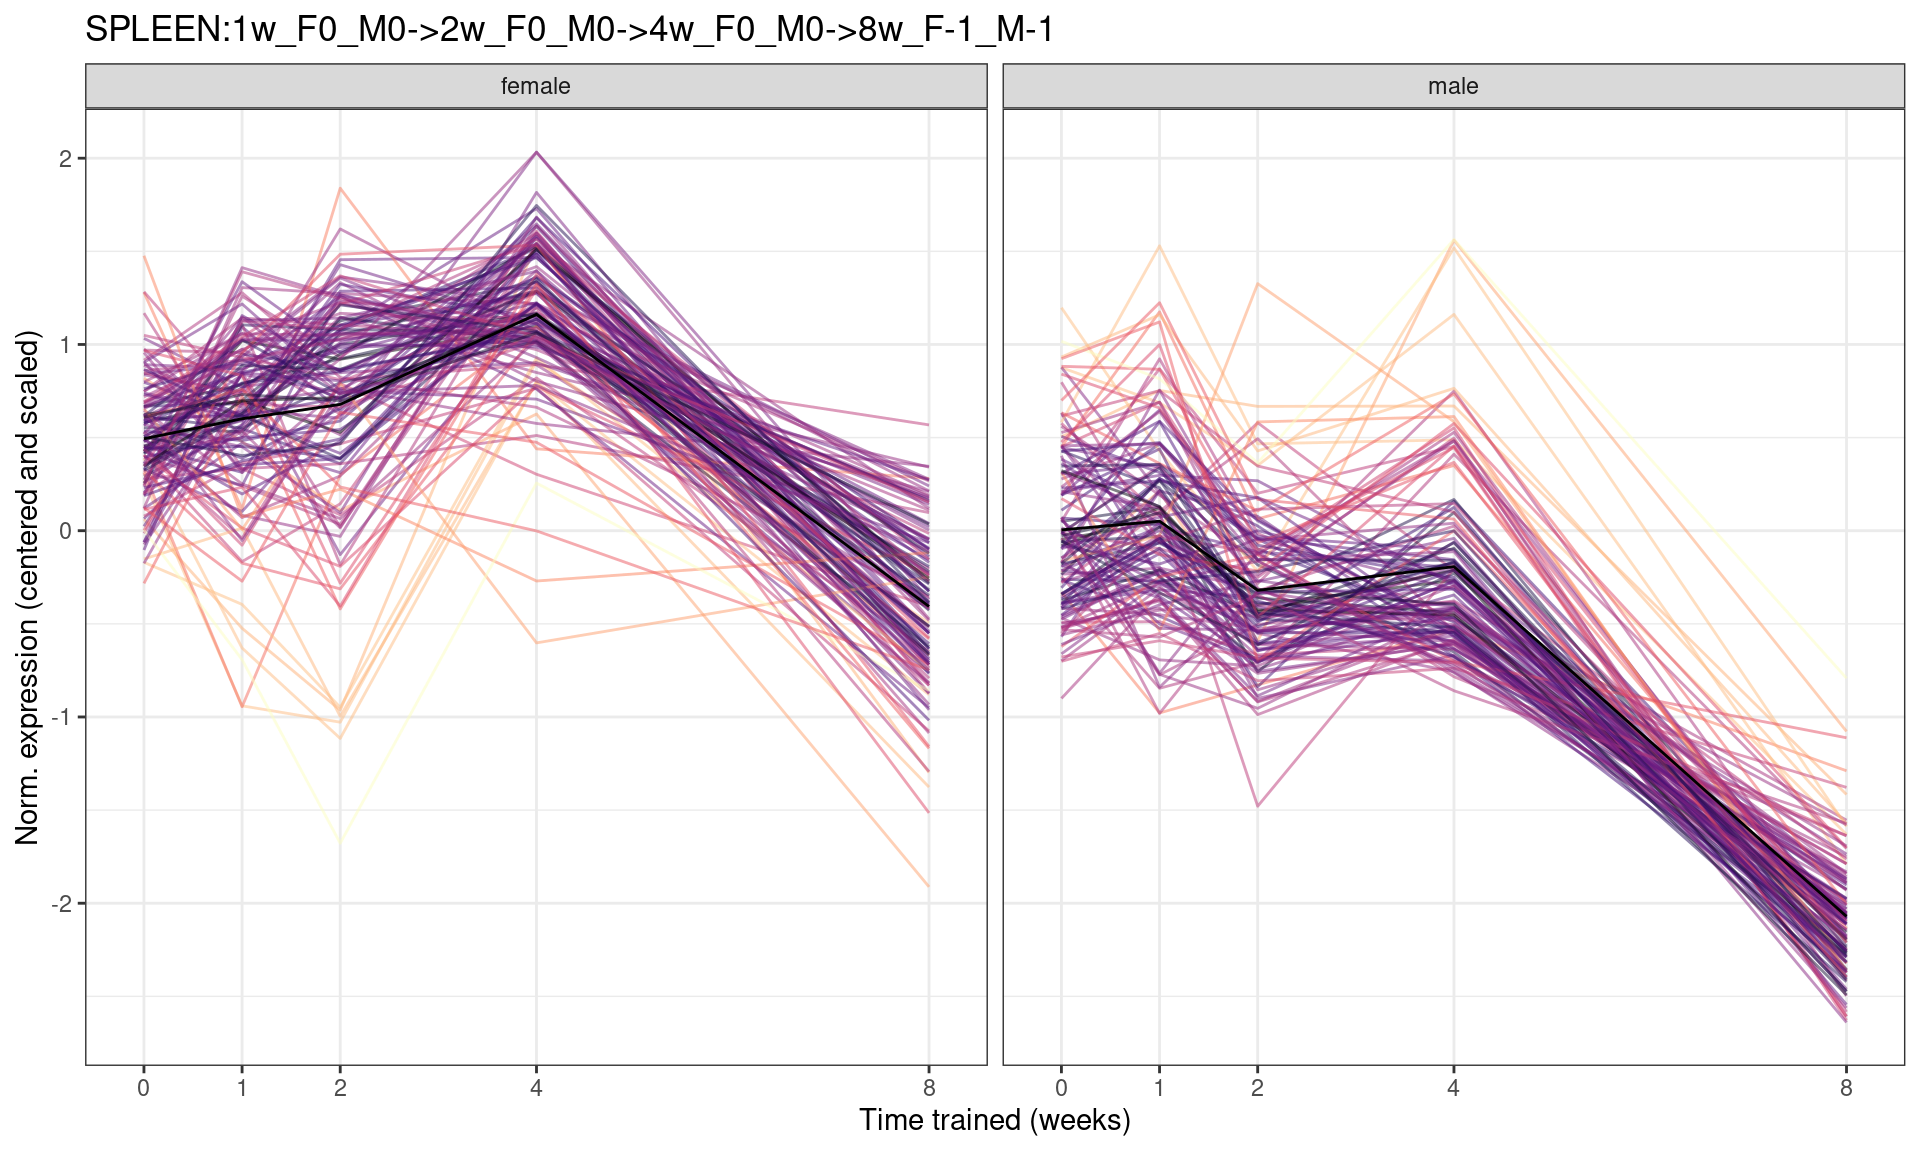 SPLEEN:1w_F0_M0->2w_F0_M0->4w_F0_M0->8w_F-1_M-1
female
male
Norm. expression (centered and scaled)
2
1
0
-1
-2
0 1 2 4 8
0 1 2 4 8
Time trained (weeks)